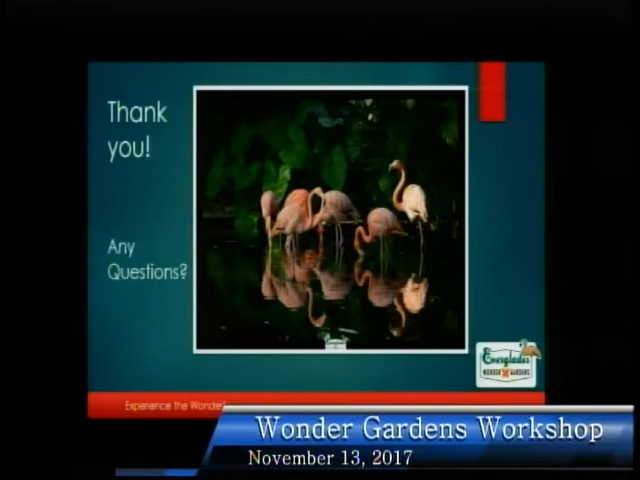 Thank
you!
Any
Questions?
Everglades
WONDER GARDENS
Experience the Wonder!
Wonder Gardens Workshop
November 13, 2017